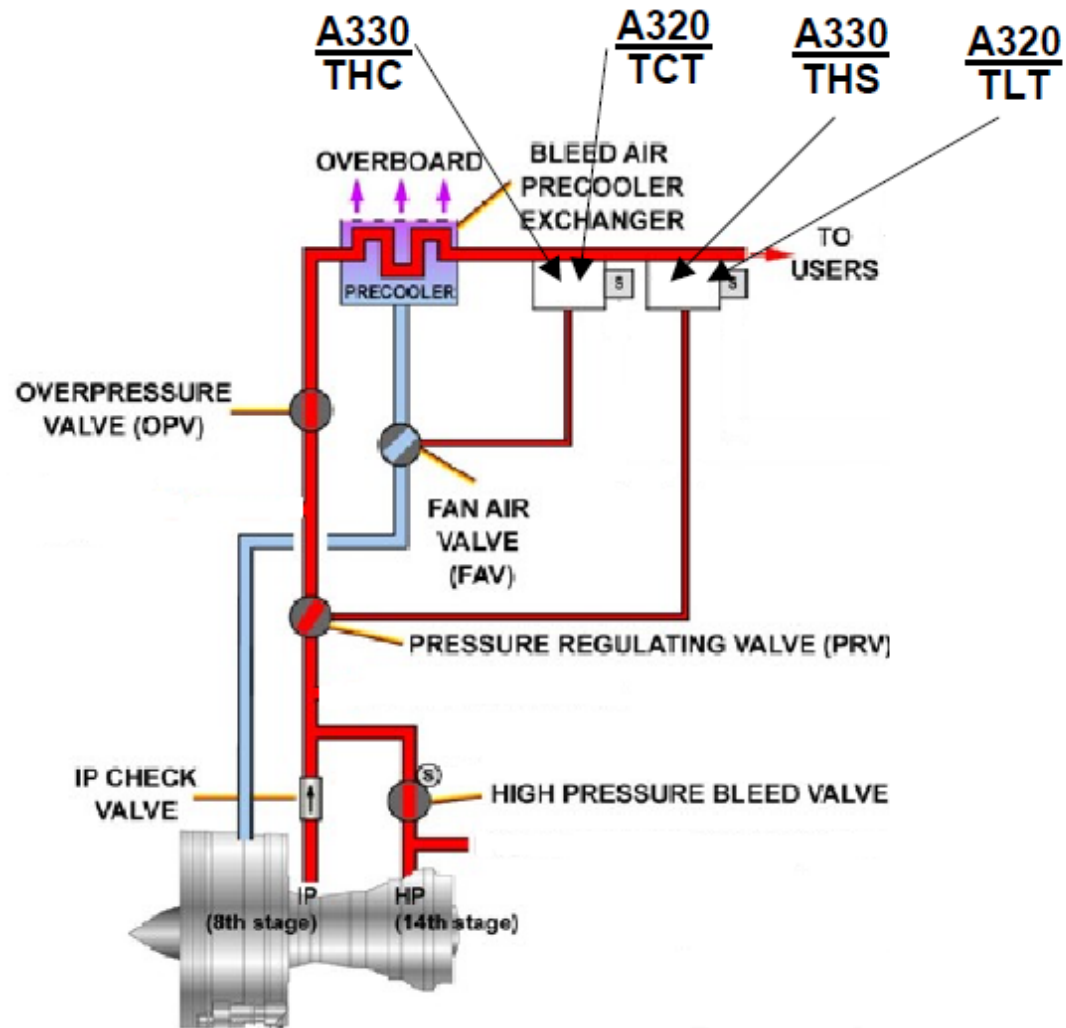 A330
THC
A320
TCT
A330
THS
A320
TLT
OVERBOARD
BLEED AIR
PRECOOLER
EXCHANGER
TO
USERS
PRECOOLER
S
S
OVERPRESSURE
VALVE (OPV)
FAN AIR
VALVE
(FAV)
PRESSURE REGULATING VALVE (PRV)
IP CHECK
VALVE
S
HIGH PRESSURE BLEED VALVE
IP
(8th stage)
HP
(14th stage)